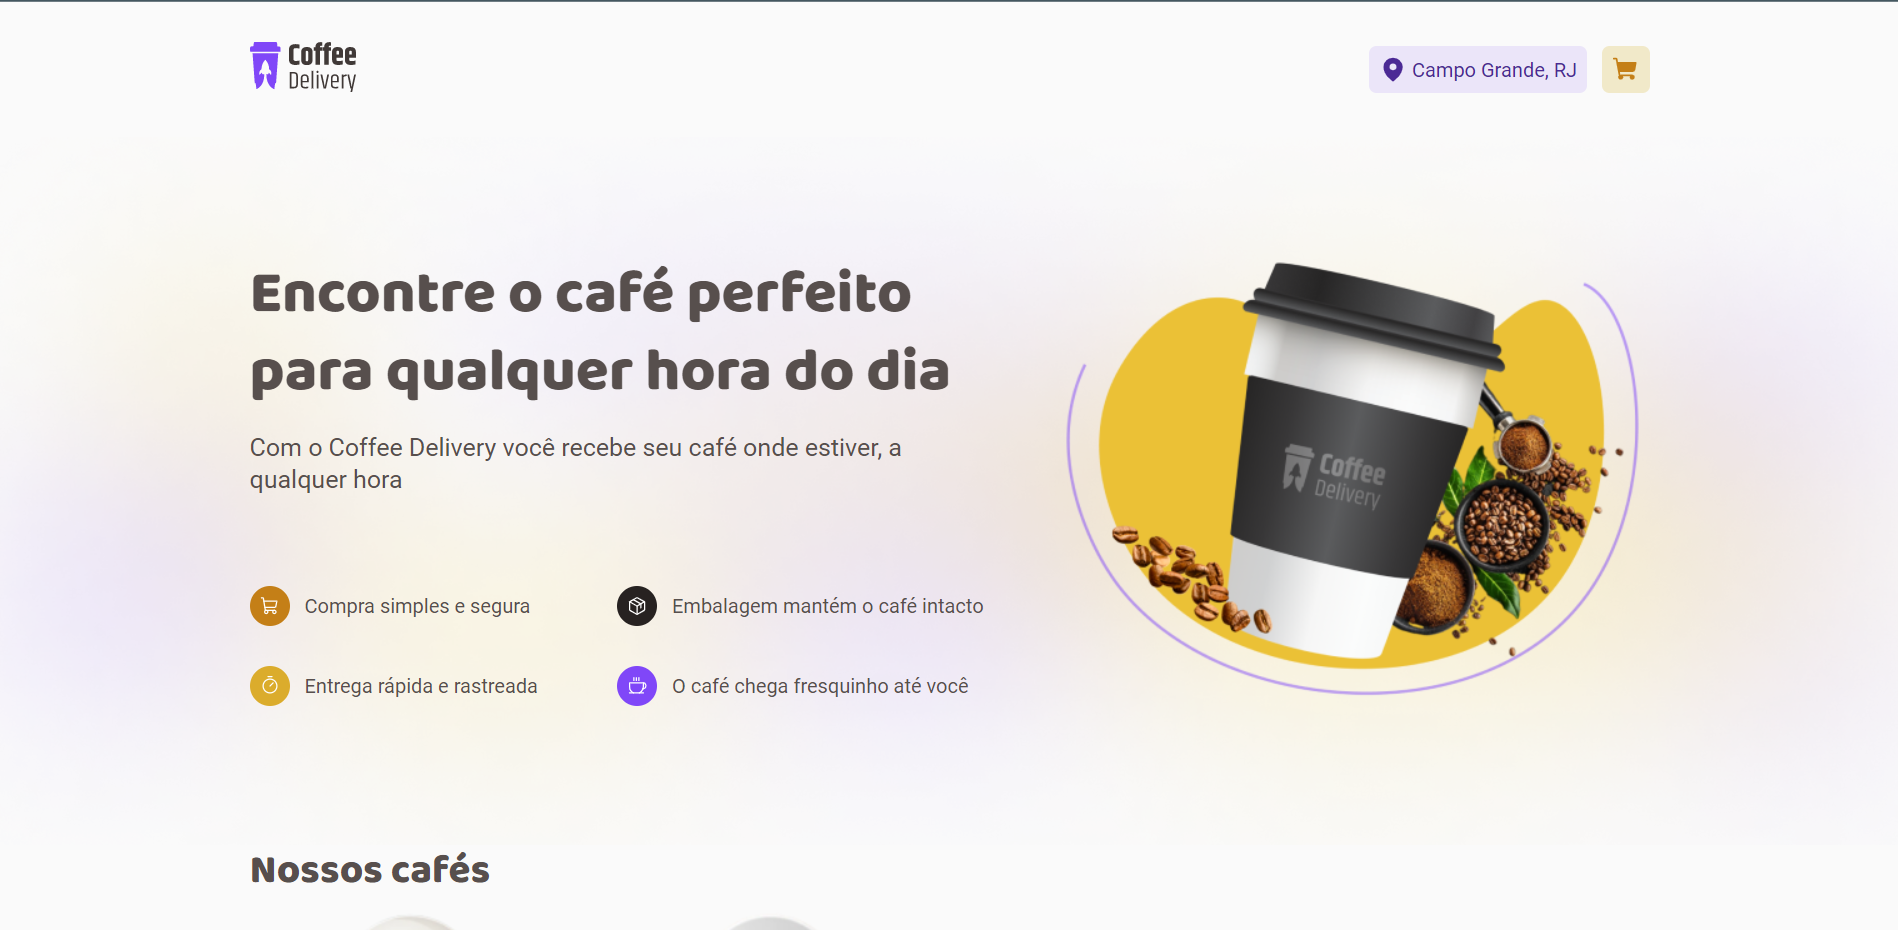 Coffee
Delivery
Campo Grande, RJ
Encontre o café perfeito
para qualquer hora do dia
Com o Coffee Delivery você recebe seu café onde estiver, a
qualquer hora
Coffee
Delivery
Compra simples e segura
Embalagem mantém o café intacto
Entrega rápida e rastreada
O café chega fresquinho até você
Nossos cafés